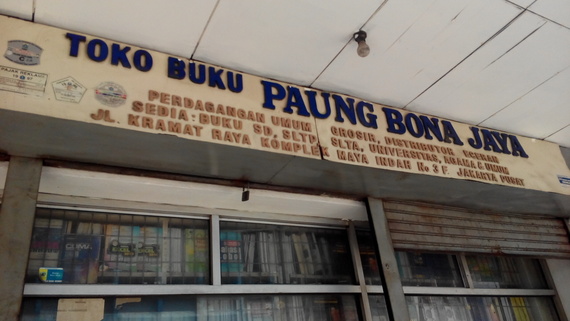 TOKO BUKU PAUNG BONA JAYA
PERDAGANGAN UMUM GROSIR, DISTRIBUTOR ECERAN
SEDIA: BUKU SD, SLTP, SLTA, UNIVERSITAS, AGAMA & UMUM
JL. KRAMAT RAYA KOMPLEK MAYA INDAH No 3 F. JAKARTA PUSAT